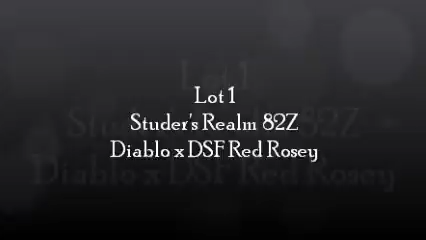 Lot 1
Studer's Realm 82Z
Diablo x DSF Red Rosey